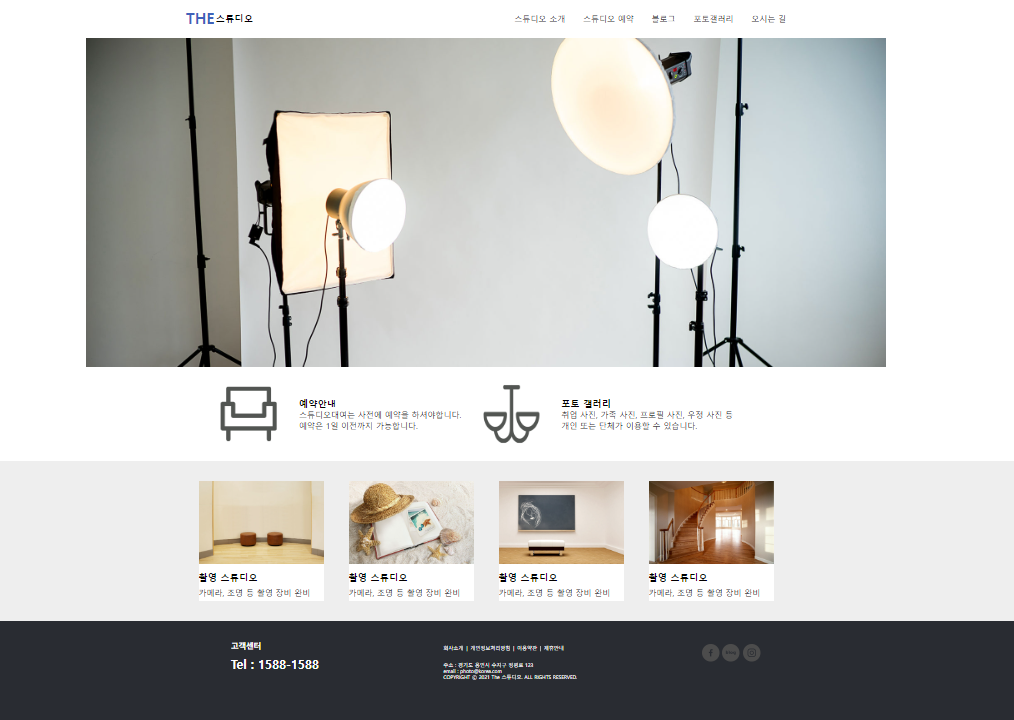 THE스튜디오
스튜디오 소개 스튜디오 예약 블로그 포토갤러리 오시는 길
예약안내
스튜디오대여는 사전에 예약을 하셔야합니다.
예약은 1일 이전까지 가능합니다.
포토 갤러리
취업 사진, 가족 사진, 프로필 사진, 우정 사진 등
개인 또는 단체가 이용할 수 있습니다.
촬영 스튜디오
카메라, 조명 등 촬영 장비 완비
촬영 스튜디오
카메라, 조명 등 촬영 장비 완비
촬영 스튜디오
카메라, 조명 등 촬영 장비 완비
촬영 스튜디오
카메라, 조명 등 촬영 장비 완비
고객센터
Tel : 1588-1588
회사소개 | 개인정보처리방침 | 이용약관 | 제휴안내
주소 : 경기도 용인시 수지구 정평로 123
email : photo@korea.com
COPYRIGHT ⓒ 2021 The 스튜디오. ALL RIGHTS RESERVED.